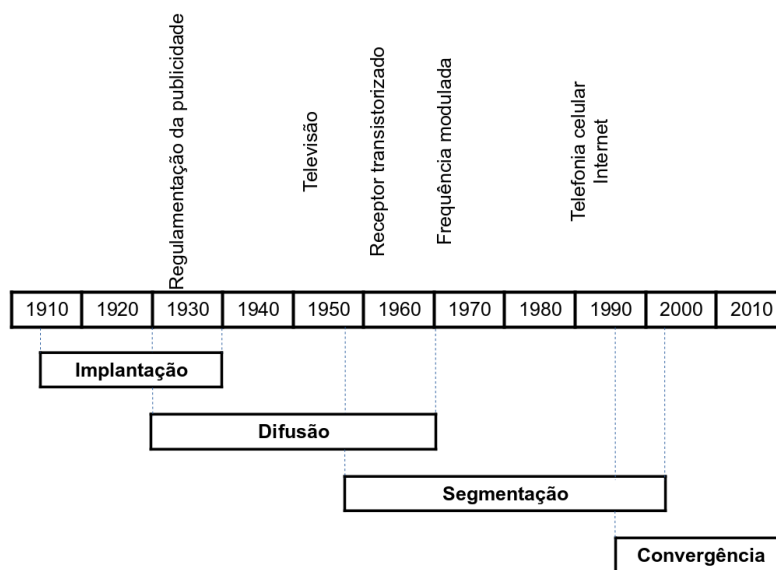 Regulamentação da publicidade
Televisão
Receptor transistorizado
Frequência modulada
Telefonia celular
Internet
1910 1920 1930 1940 1950 1960 1970 1980 1990 2000 2010
Implantação
Difusão
Segmentação
Convergência